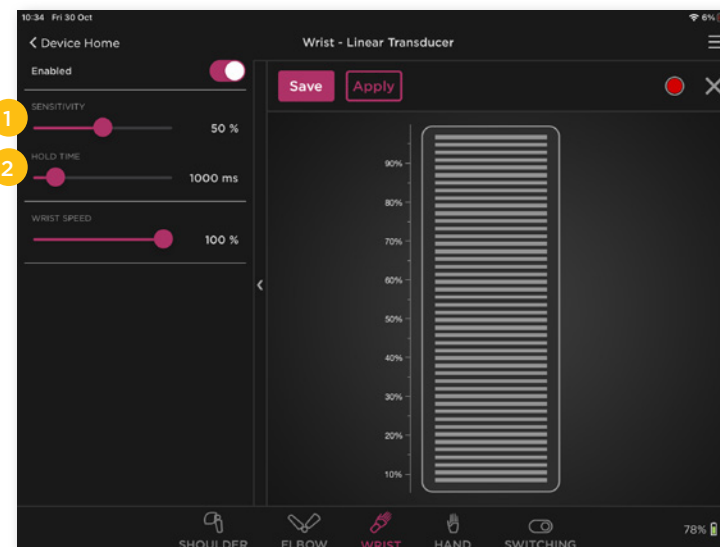 10:34 Fri 30 Oct
6%
Device Home
Wrist - Linear Transducer
Enabled
Save
Apply
1
SENSITIVITY
50 %
2
HOLD TIME
1000 ms
WRIST SPEED
100 %
90%
80%
70%
60%
50%
40%
30%
20%
10%
SHOULDER
ELBOW
WRIST
HAND
SWITCHING
78%